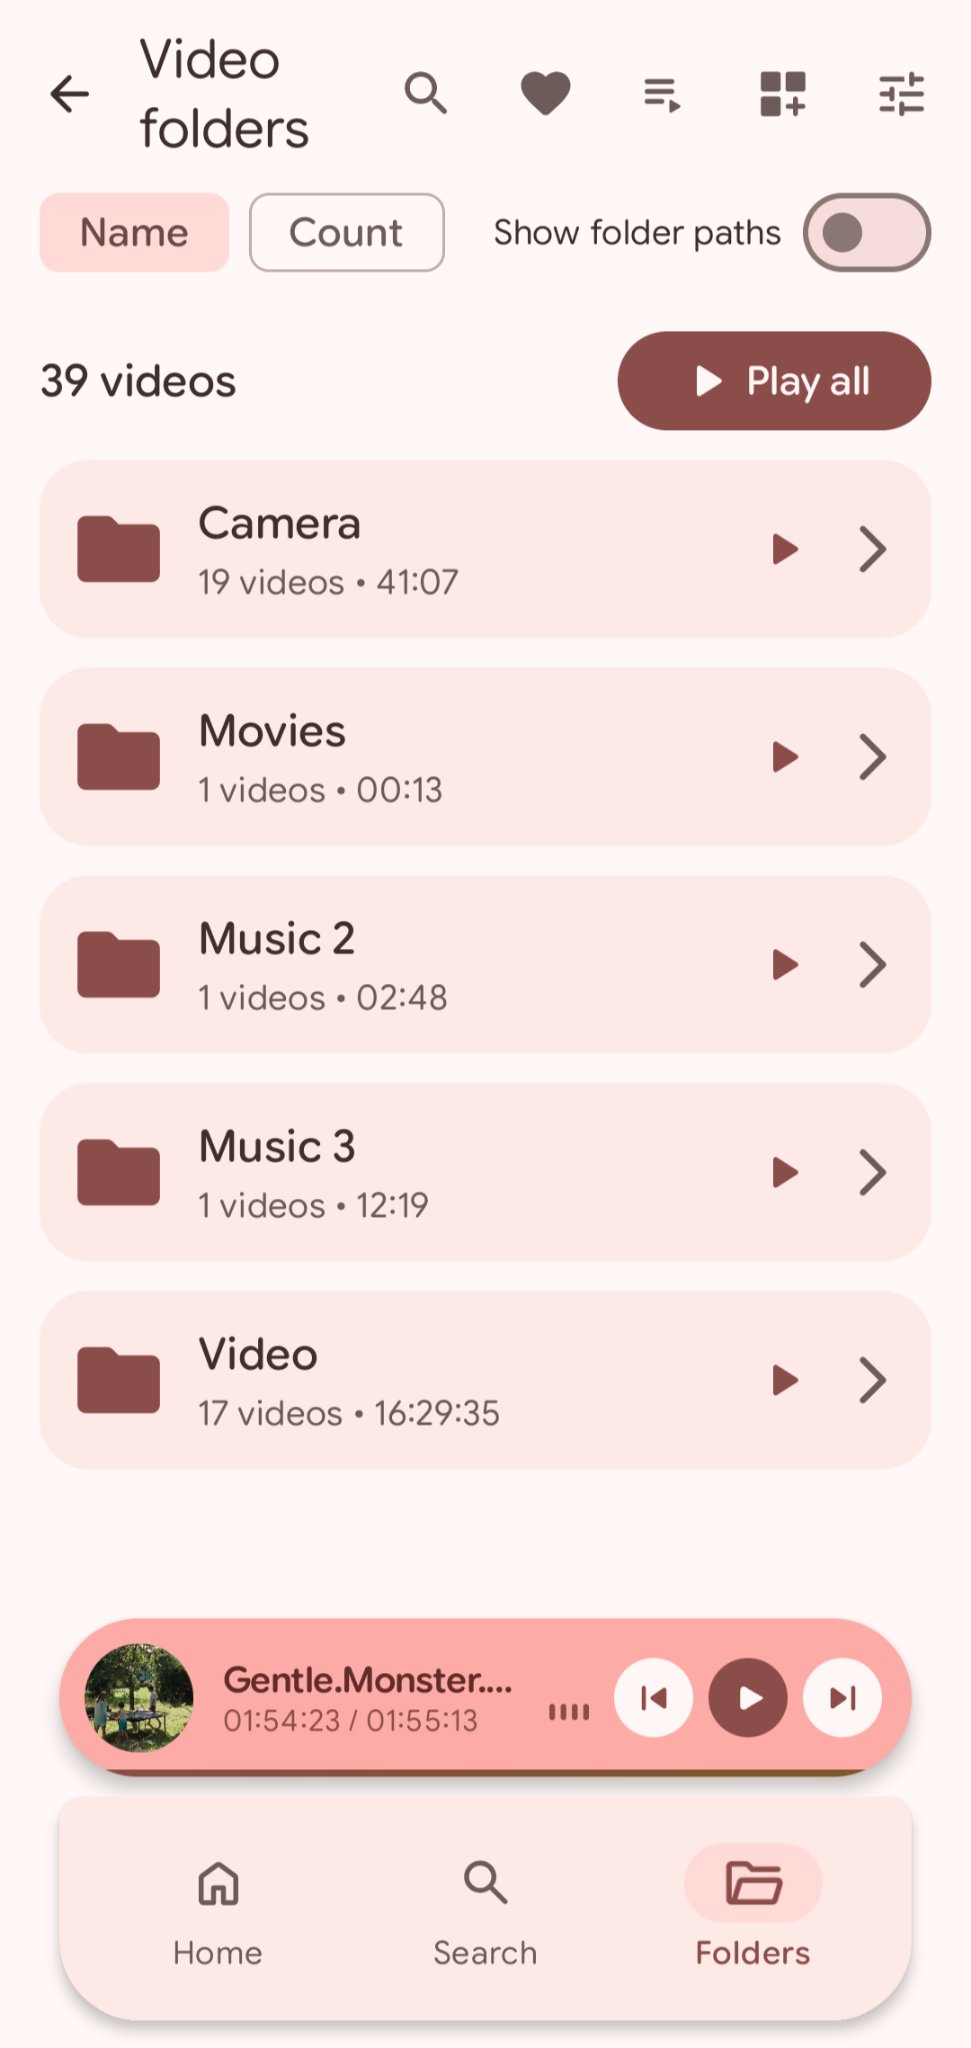 Video
folders
Name
Count
Show folder paths
39 videos
Play all
Camera
19 videos • 41:07
Movies
1 videos • 00:13
Music 2
1 videos • 02:48
Music 3
1 videos • 12:19
Video
17 videos • 16:29:35
Gentle.Monster....
01:54:23 / 01:55:13
Home
Search
Folders